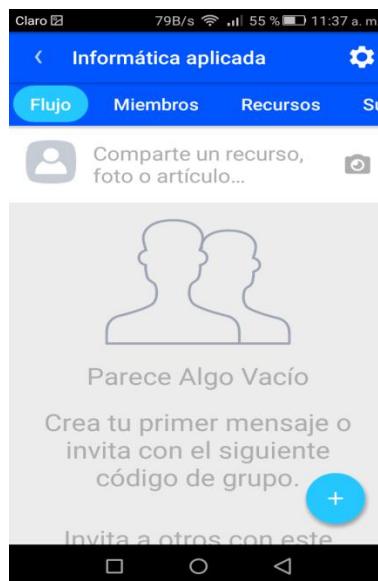 Claro 79B/s 55 % 11:37 a. m
Informática aplicada
Flujo Miembros Recursos Su
Comparte un recurso,
foto o artículo...
Parece Algo Vacío
Crea tu primer mensaje o
invita con el siguiente
código de grupo.
+
Invita a otros con este